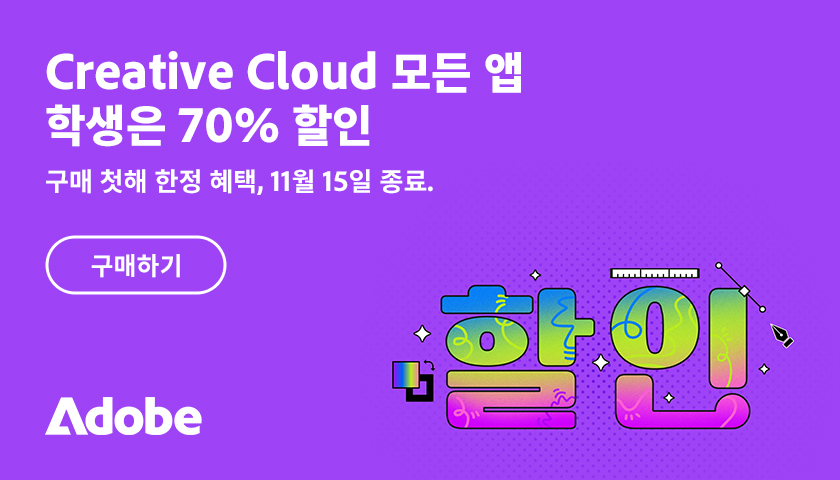 Creative Cloud 모든 앱
학생은 70% 할인
구매 첫해 한정 혜택, 11월 15일 종료.
구매하기
할인
Adobe